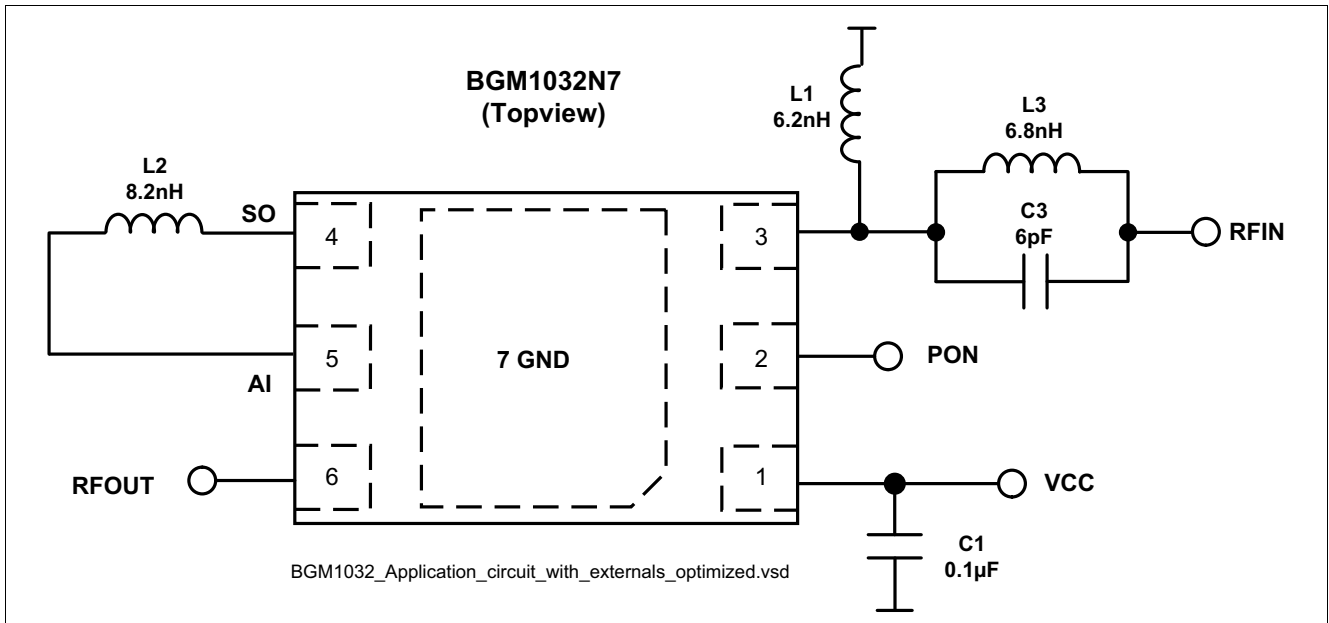 BGM1032N7
(Topview)
L1
6.2nH
L3
6.8nH
L2
8.2nH
SO
4
3
C3
6pF
RFIN
5
7 GND
2
PON
AI
RFOUT
6
1
VCC
C1
0.1µF
BGM1032_Application_circuit_with_externals_optimized.vsd